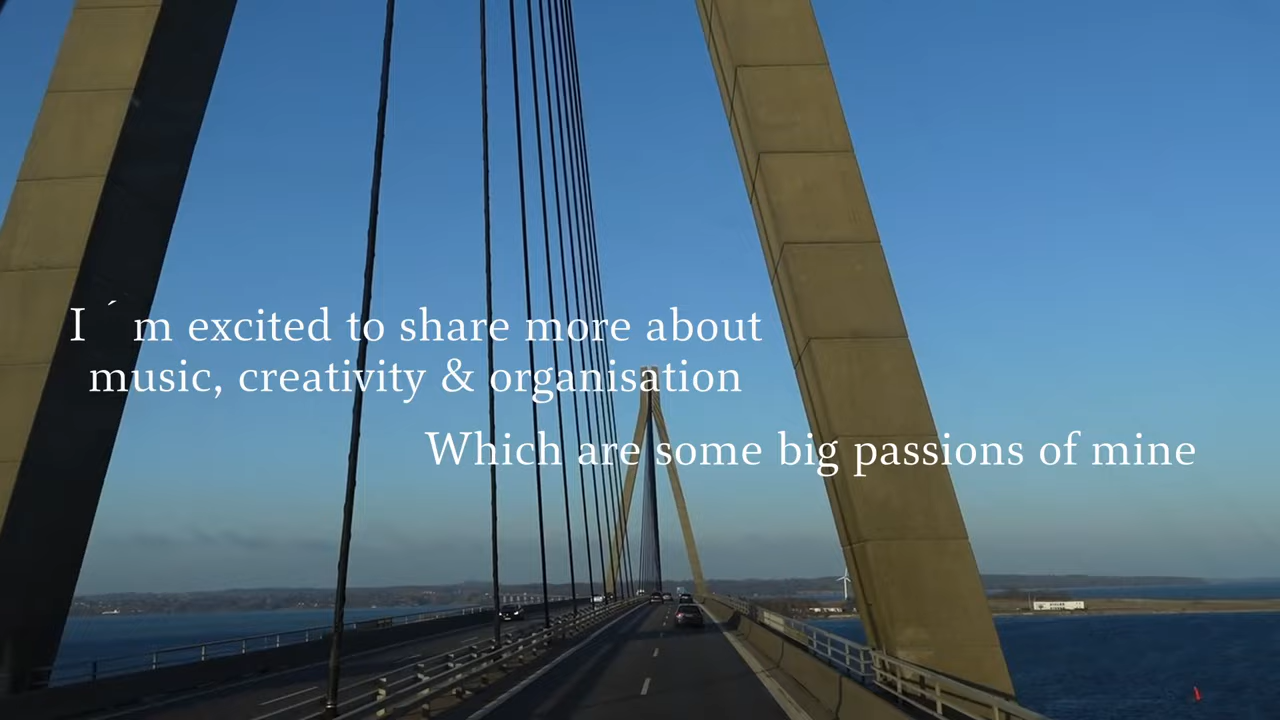 I ´ m excited to share more about
music, creativity & organisation
Which are some big passions of mine